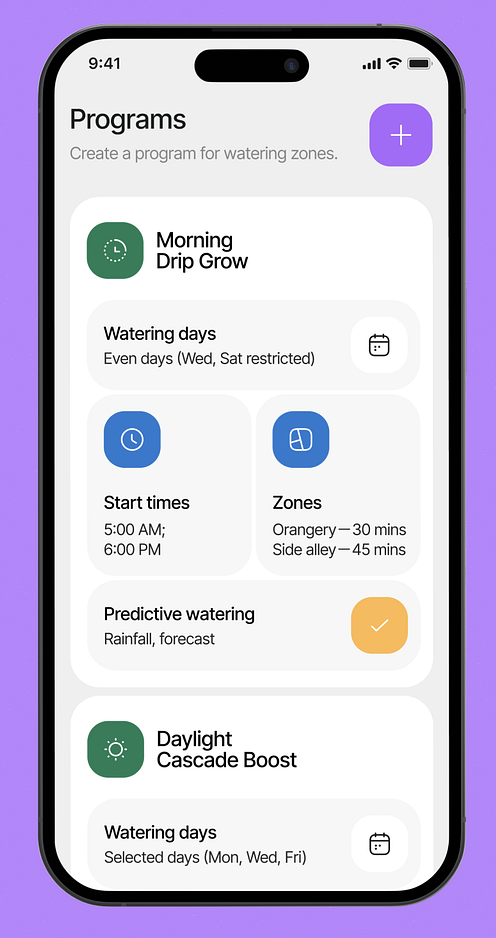 9:41
Programs
Create a program for watering zones.
Morning
Drip Grow
Watering days
Even days (Wed, Sat restricted)
Start times
5:00 AM;
6:00 PM
Zones
Orangery—30 mins
Side alley—45 mins
Predictive watering
Rainfall, forecast
Daylight
Cascade Boost
Watering days
Selected days (Mon, Wed, Fri)